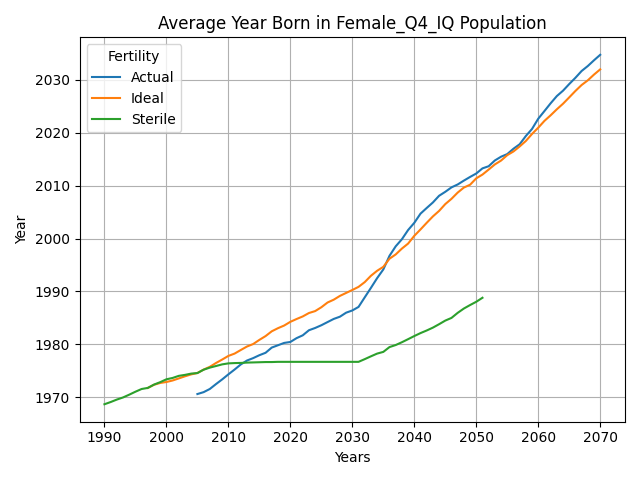 Average Year Born in Female_Q4_IQ Population
Fertility
Actual
Ideal
Sterile
Year
2030
2020
2010
2000
1990
1980
1970
1990 2000 2010 2020 2030 2040 2050 2060 2070
Years